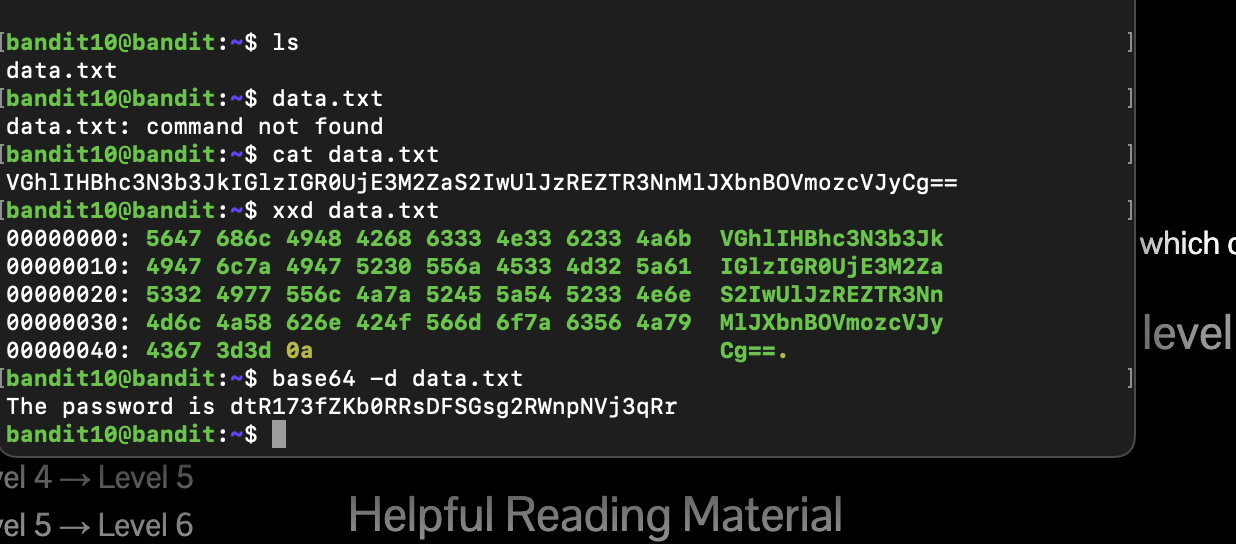 [bandit10@bandit:~$ ls ]
data.txt
[bandit10@bandit:~$ data.txt ]
data.txt: command not found
[bandit10@bandit:~$ cat data.txt ]
VGhlIHBhc3N3b3JkIGlzIGR0UjE3M2ZaS2IwUlJzREZTR3NnMlJXbnBOVmozcVJyCg==
[bandit10@bandit:~$ xxd data.txt ]
00000000: 5647 686c 4948 4268 6333 4e33 6233 4a6b  VGhlIHBhc3N3b3Jk
00000010: 4947 6c7a 4947 5230 556a 4533 4d32 5a61  IGlzIGR0UjE3M2Za
00000020: 5332 4977 556c 4a7a 5245 5a54 5233 4e6e  S2IwUlJzREZTR3Nn
00000030: 4d6c 4a58 626e 424f 566d 6f7a 6356 4a79  MlJXbnBOVmozcVJy
00000040: 4367 3d3d 0a  Cg==.
[bandit10@bandit:~$ base64 -d data.txt ]
The password is dtR173fZKb0RRsDFSGsg2RWnpNVj3qRr
bandit10@bandit:~$
which
level
el 4 → Level 5
el 5 → Level 6
Helpful Reading Material